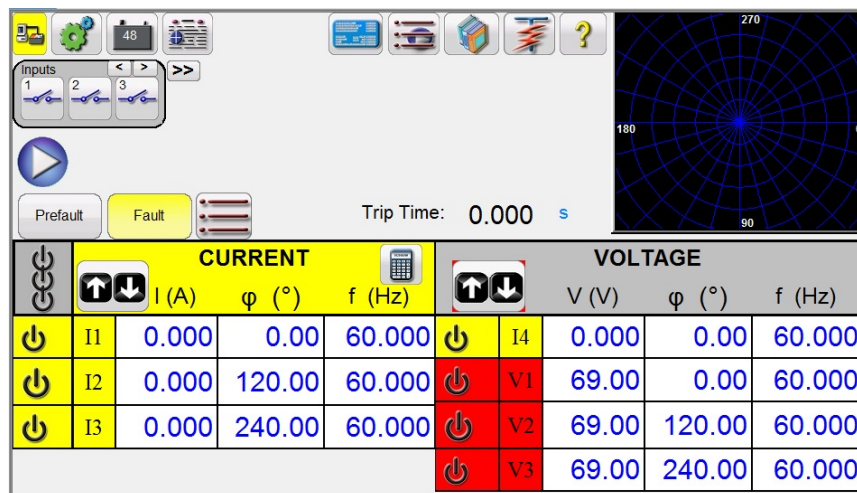 48
270
Inputs
< >
>>
1 2 3
180
Prefault Fault
Trip Time: 0.000 s
90
CURRENT VOLTAGE
I (A) φ (°) f (Hz) V (V) φ (°) f (Hz)
I1 0.000 0.00 60.000 I4 0.000 0.00 60.000
I2 0.000 120.00 60.000 V1 69.00 0.00 60.000
I3 0.000 240.00 60.000 V2 69.00 120.00 60.000
V3 69.00 240.00 60.000